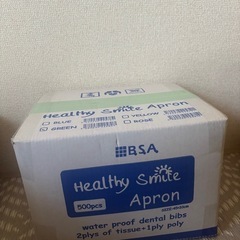 Healthy Smile Apron
BLUE YELLOW
GREEN ROSE
BSA
Healthy Smile
500pcs Apron
water proof dental bibs
2plys of tissue+1ply poly